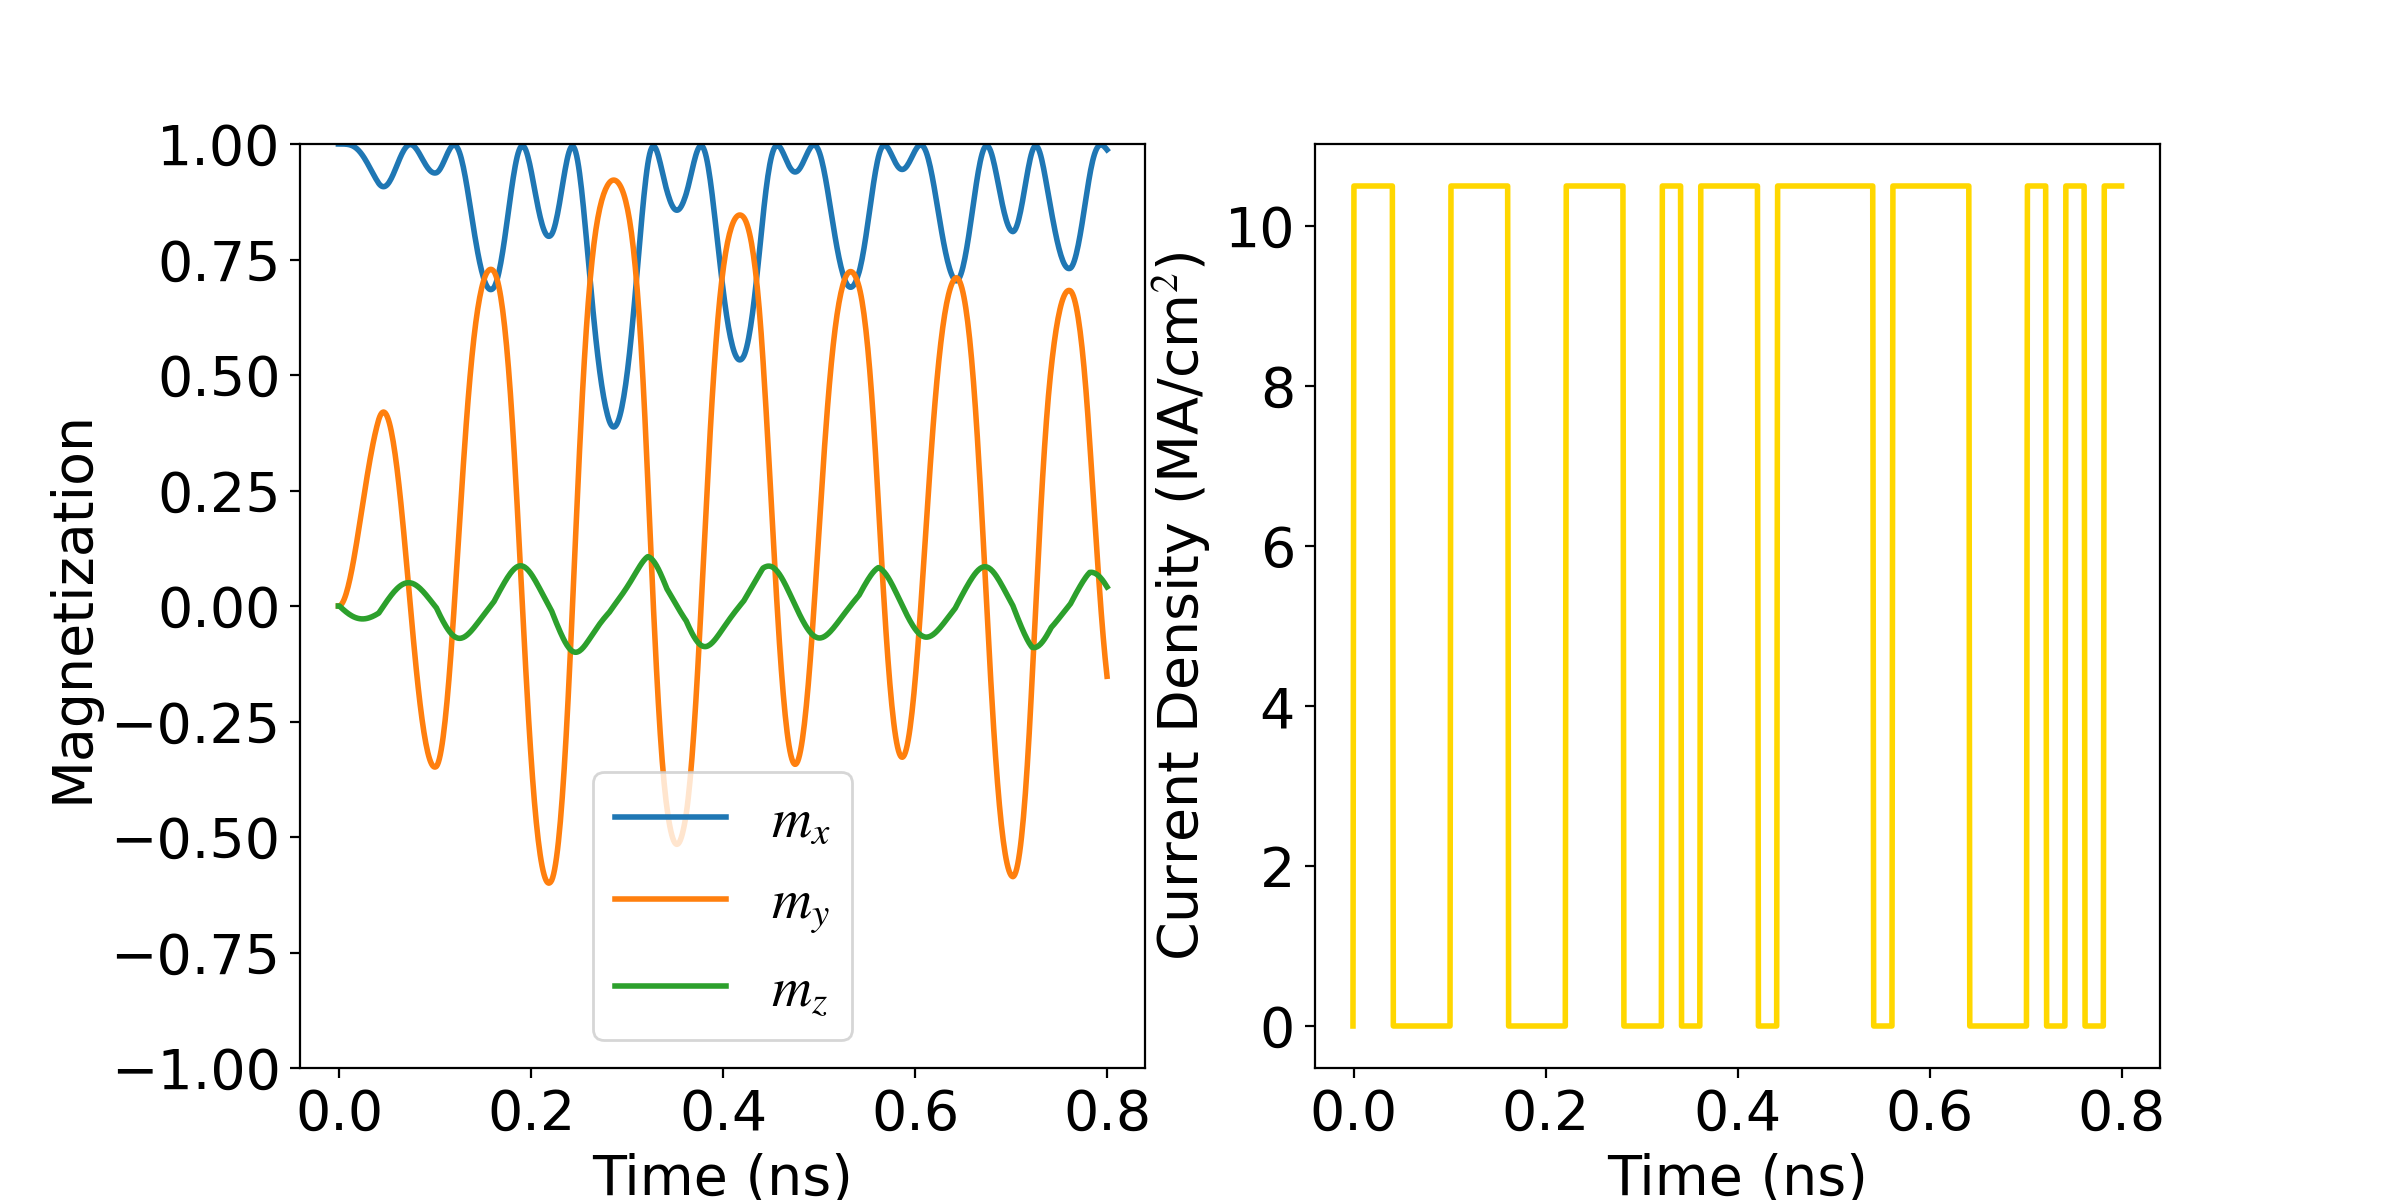 1.00
0.75
0.50
0.25
0.00
−0.25
−0.50
−0.75
−1.00
Magnetization
0.0 0.2 0.4 0.6 0.8
Time (ns)
m_x
m_y
m_z
10
8
6
4
2
0
Current Density (MA/cm²)
0.0 0.2 0.4 0.6 0.8
Time (ns)